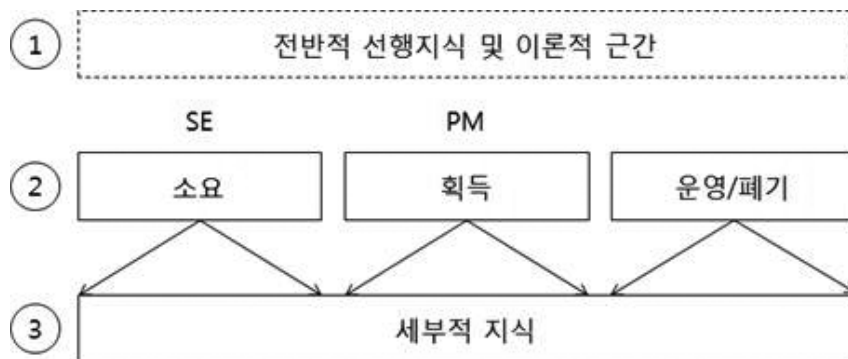 ① 전반적 선행지식 및 이론적 근간
SE PM
② 소요 획득 운영/폐기
③ 세부적 지식